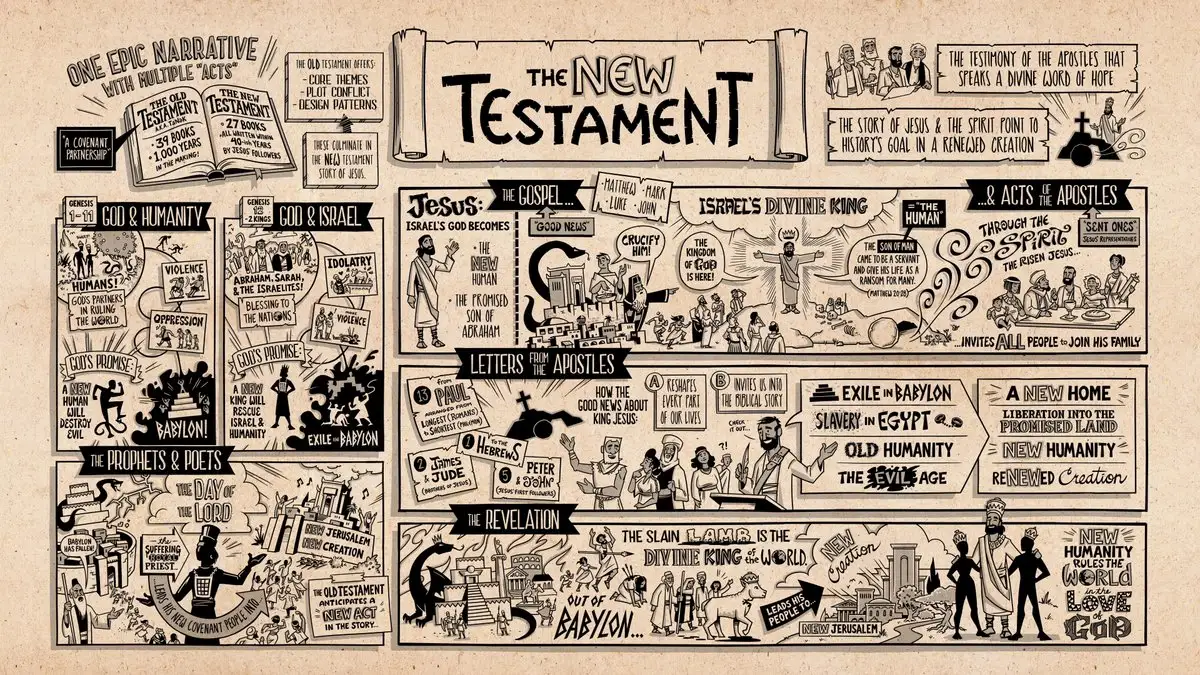 ONE EPIC NARRATIVE
WITH MULTIPLE "ACTS"
THE OLD
TESTAMENT
A.K.A. TaNaK
• 39 BOOKS
• 1,000 YEARS
IN THE MAKING!
THE NEW
TESTAMENT
• 27 BOOKS
ALL WRITTEN WITHIN
40-ish YEARS
BY JESUS' FOLLOWERS
"A COVENANT
PARTNERSHIP"
THE OLD TESTAMENT OFFERS:
- CORE THEMES
- PLOT CONFLICT
- DESIGN PATTERNS
THESE CULMINATE IN
THE NEW TESTAMENT
STORY OF JESUS.
THE NEW
TESTAMENT
THE TESTIMONY OF THE APOSTLES THAT
SPEAKS A DIVINE WORD OF HOPE
THE STORY OF JESUS & THE SPIRIT POINT TO
HISTORY'S GOAL IN A RENEWED CREATION
GENESIS
1-11
GOD & HUMANITY
HUMANS!
GOD'S PARTNERS
IN RULING
THE WORLD
VIOLENCE
OPPRESSION
GOD'S PROMISE:
A NEW
HUMAN
WILL
DESTROY
EVIL
BABYLON!
GENESIS
12
-2 KINGS
GOD & ISRAEL
ABRAHAM, SARAH,
& THE ISRAELITES!
BLESSING TO
THE NATIONS
IDOLATRY
VIOLENCE
GOD'S PROMISE:
A NEW
KING WILL
RESCUE
ISRAEL &
HUMANITY
EXILE IN BABYLON
THE PROPHETS & POETS
BABYLON
HAS FALLEN!
THE DAY OF
THE LORD
the
SUFFERING
ROYAL
PRIEST...
LEADS HIS NEW COVENANT PEOPLE INTO...
NEW JERUSALEM
NEW CREATION
THE OLD TESTAMENT
ANTICIPATES
A NEW ACT
IN THE STORY...
THE GOSPEL...
• MATTHEW • MARK
• LUKE • JOHN
"GOOD NEWS"
Jesus:
ISRAEL'S GOD BECOMES
• THE
NEW
HUMAN
• THE
PROMISED
SON OF
ABRAHAM
CRUCIFY
HIM!
ISRAEL'S DIVINE KING
THE
KINGDOM
OF GOD
IS HERE!
= "THE
HUMAN"
THE SON OF MAN
CAME TO BE A SERVANT
AND GIVE HIS LIFE AS A
RANSOM FOR MANY.
(MATTHEW 20:28)
...& ACTS OF THE APOSTLES
"SENT ONES"
JESUS' REPRESENTATIVES
THROUGH THE
SPIRIT
THE RISEN JESUS...
...INVITES ALL PEOPLE to JOIN HIS FAMILY
LETTERS FROM THE APOSTLES
13 from
PAUL
ARRANGED FROM
LONGEST (ROMANS)
to SHORTEST (PHILEMON)
1 TO THE
HEBREWS
2 JAMES
& JUDE
(BROTHERS OF JESUS)
5 PETER
& JOHN
(JESUS' FIRST FOLLOWERS)
HOW THE
GOOD NEWS ABOUT
KING JESUS:
A RESHAPES
EVERY PART
OF OUR LIVES
B INVITES US INTO
THE BIBLICAL STORY
?!
CHECK
IT OUT...
EXILE IN BABYLON
SLAVERY IN EGYPT
OLD HUMANITY
THE EVIL AGE
A NEW HOME
LIBERATION INTO THE
PROMISED LAND
NEW HUMANITY
RENEWED Creation
THE REVELATION
OUT OF
BABYLON...
THE SLAIN LAMB IS THE
DIVINE KING of the WORLD.
LEADS HIS
PEOPLE TO...
NEW
Creation
NEW JERUSALEM
NEW
HUMANITY
RULES THE
WORLD
in the
LOVE
OF
GOD